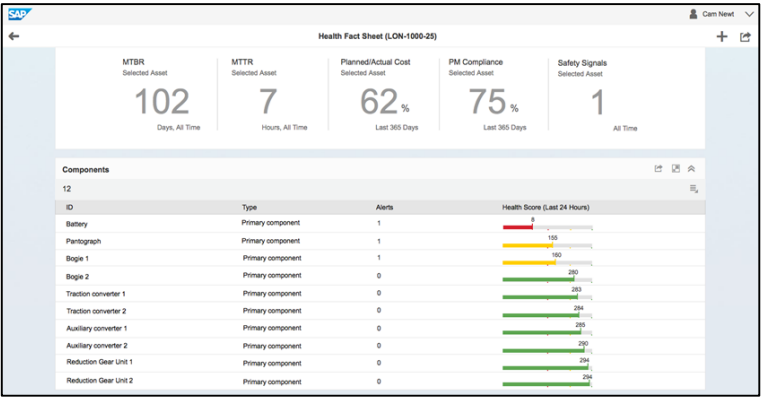 SAP
Cam Newt
Health Fact Sheet (LON-1000-25)
MTBR
Selected Asset
102
Days, All Time
MTTR
Selected Asset
7
Hours, All Time
Planned/Actual Cost
Selected Asset
62 %
Last 365 Days
PM Compliance
Selected Asset
75 %
Last 365 Days
Safety Signals
Selected Asset
1
All Time
Components
12
ID Type Alerts Health Score (Last 24 Hours)
Battery Primary component 1 8
Pantograph Primary component 1 155
Bogie 1 Primary component 1 160
Bogie 2 Primary component 0 280
Traction converter 1 Primary component 0 283
Traction converter 2 Primary component 0 284
Auxiliary converter 1 Primary component 0 285
Auxiliary converter 2 Primary component 0 290
Reduction Gear Unit 1 Primary component 0 294
Reduction Gear Unit 2 Primary component 0 294